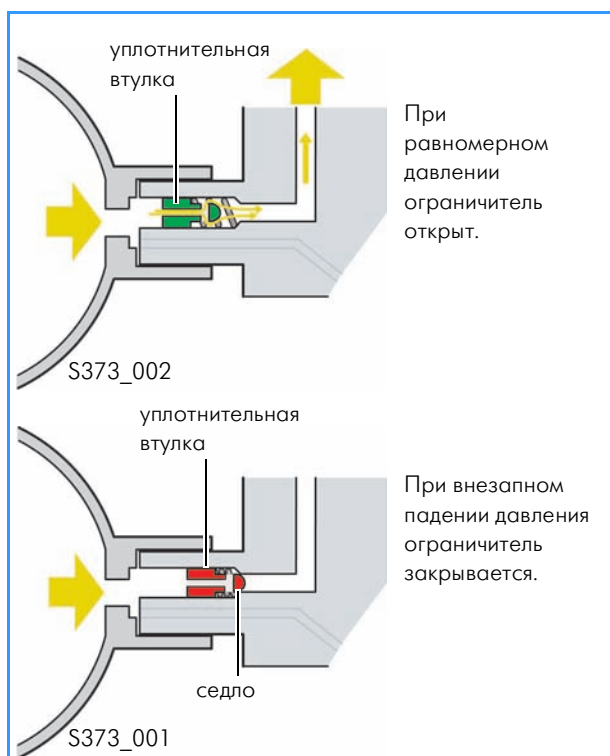 уплотнительная
втулка
При
равномерном
давлении
ограничитель
открыт.
S373_002
уплотнительная
втулка
При внезапном
падении давления
ограничитель
закрывается.
седло
S373_001